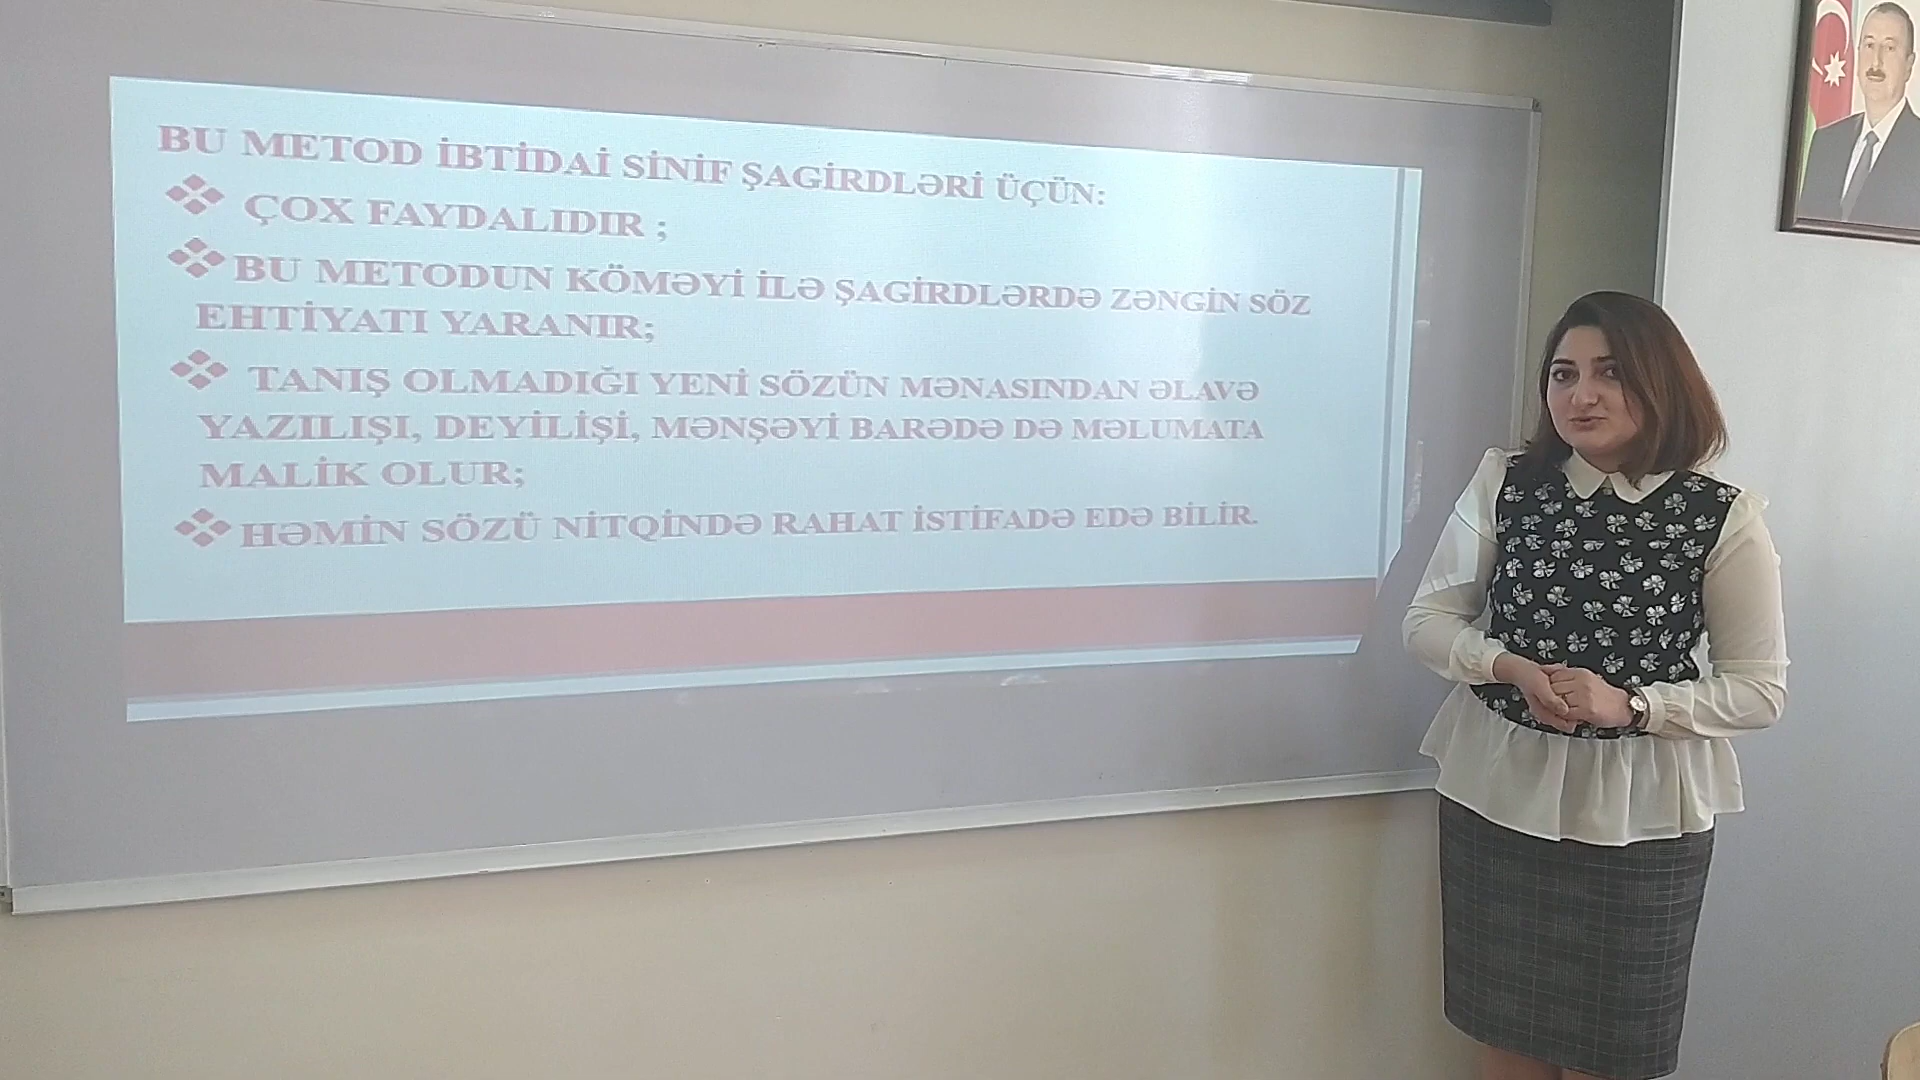 BU METOD İBTİDAİ SİNİF ŞAGİRDLƏRİ ÜÇÜN:
ÇOX FAYDALIDIR ;
BU METODUN KÖMƏYİ İLƏ ŞAGİRDLƏRDƏ ZƏNGİN SÖZ
EHTİYATI YARANIR;
TANIŞ OLMADIĞI YENİ SÖZÜN MƏNASINDAN ƏLAVƏ
YAZILIŞI, DEYİLİŞİ, MƏNŞƏYİ BARƏDƏ DƏ MƏLUMATA
MALİK OLUR;
HƏMİN SÖZÜ NİTQİNDƏ RAHAT İSTİFADƏ EDƏ BİLİR.